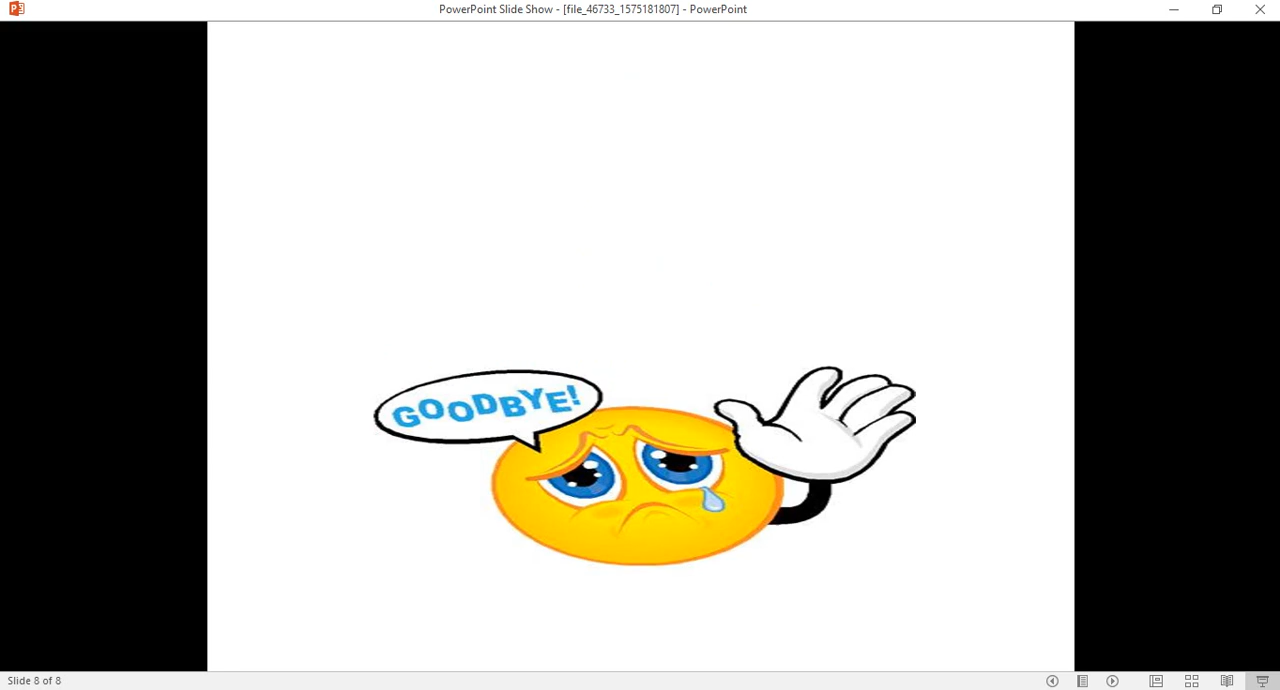 PowerPoint Slide Show - [file_46733_1575181807] - PowerPoint
GOODBYE!
Slide 8 of 8